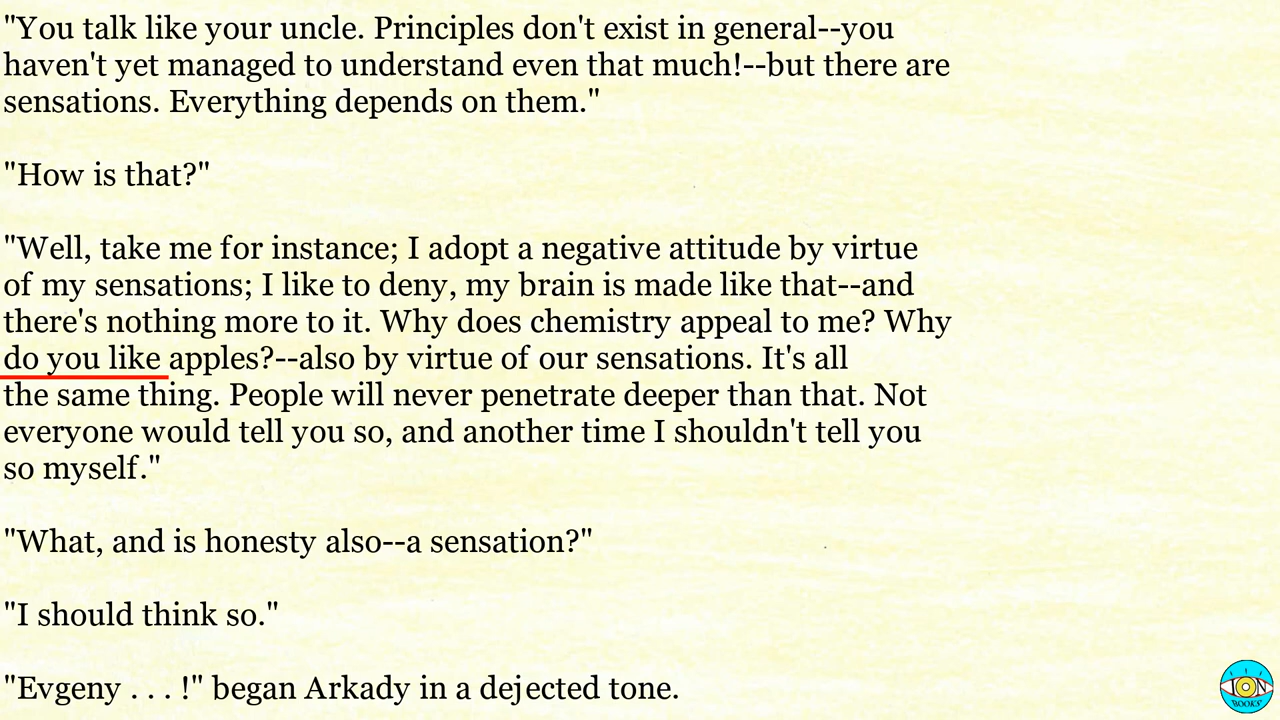 "You talk like your uncle. Principles don't exist in general--you
haven't yet managed to understand even that much!--but there are
sensations. Everything depends on them."
"How is that?"
"Well, take me for instance; I adopt a negative attitude by virtue
of my sensations; I like to deny, my brain is made like that--and
there's nothing more to it. Why does chemistry appeal to me? Why
do you like apples?--also by virtue of our sensations. It's all
the same thing. People will never penetrate deeper than that. Not
everyone would tell you so, and another time I shouldn't tell you
so myself."
"What, and is honesty also--a sensation?"
"I should think so."
"Evgeny . . . !" began Arkady in a dejected tone.
ION
BOOKS